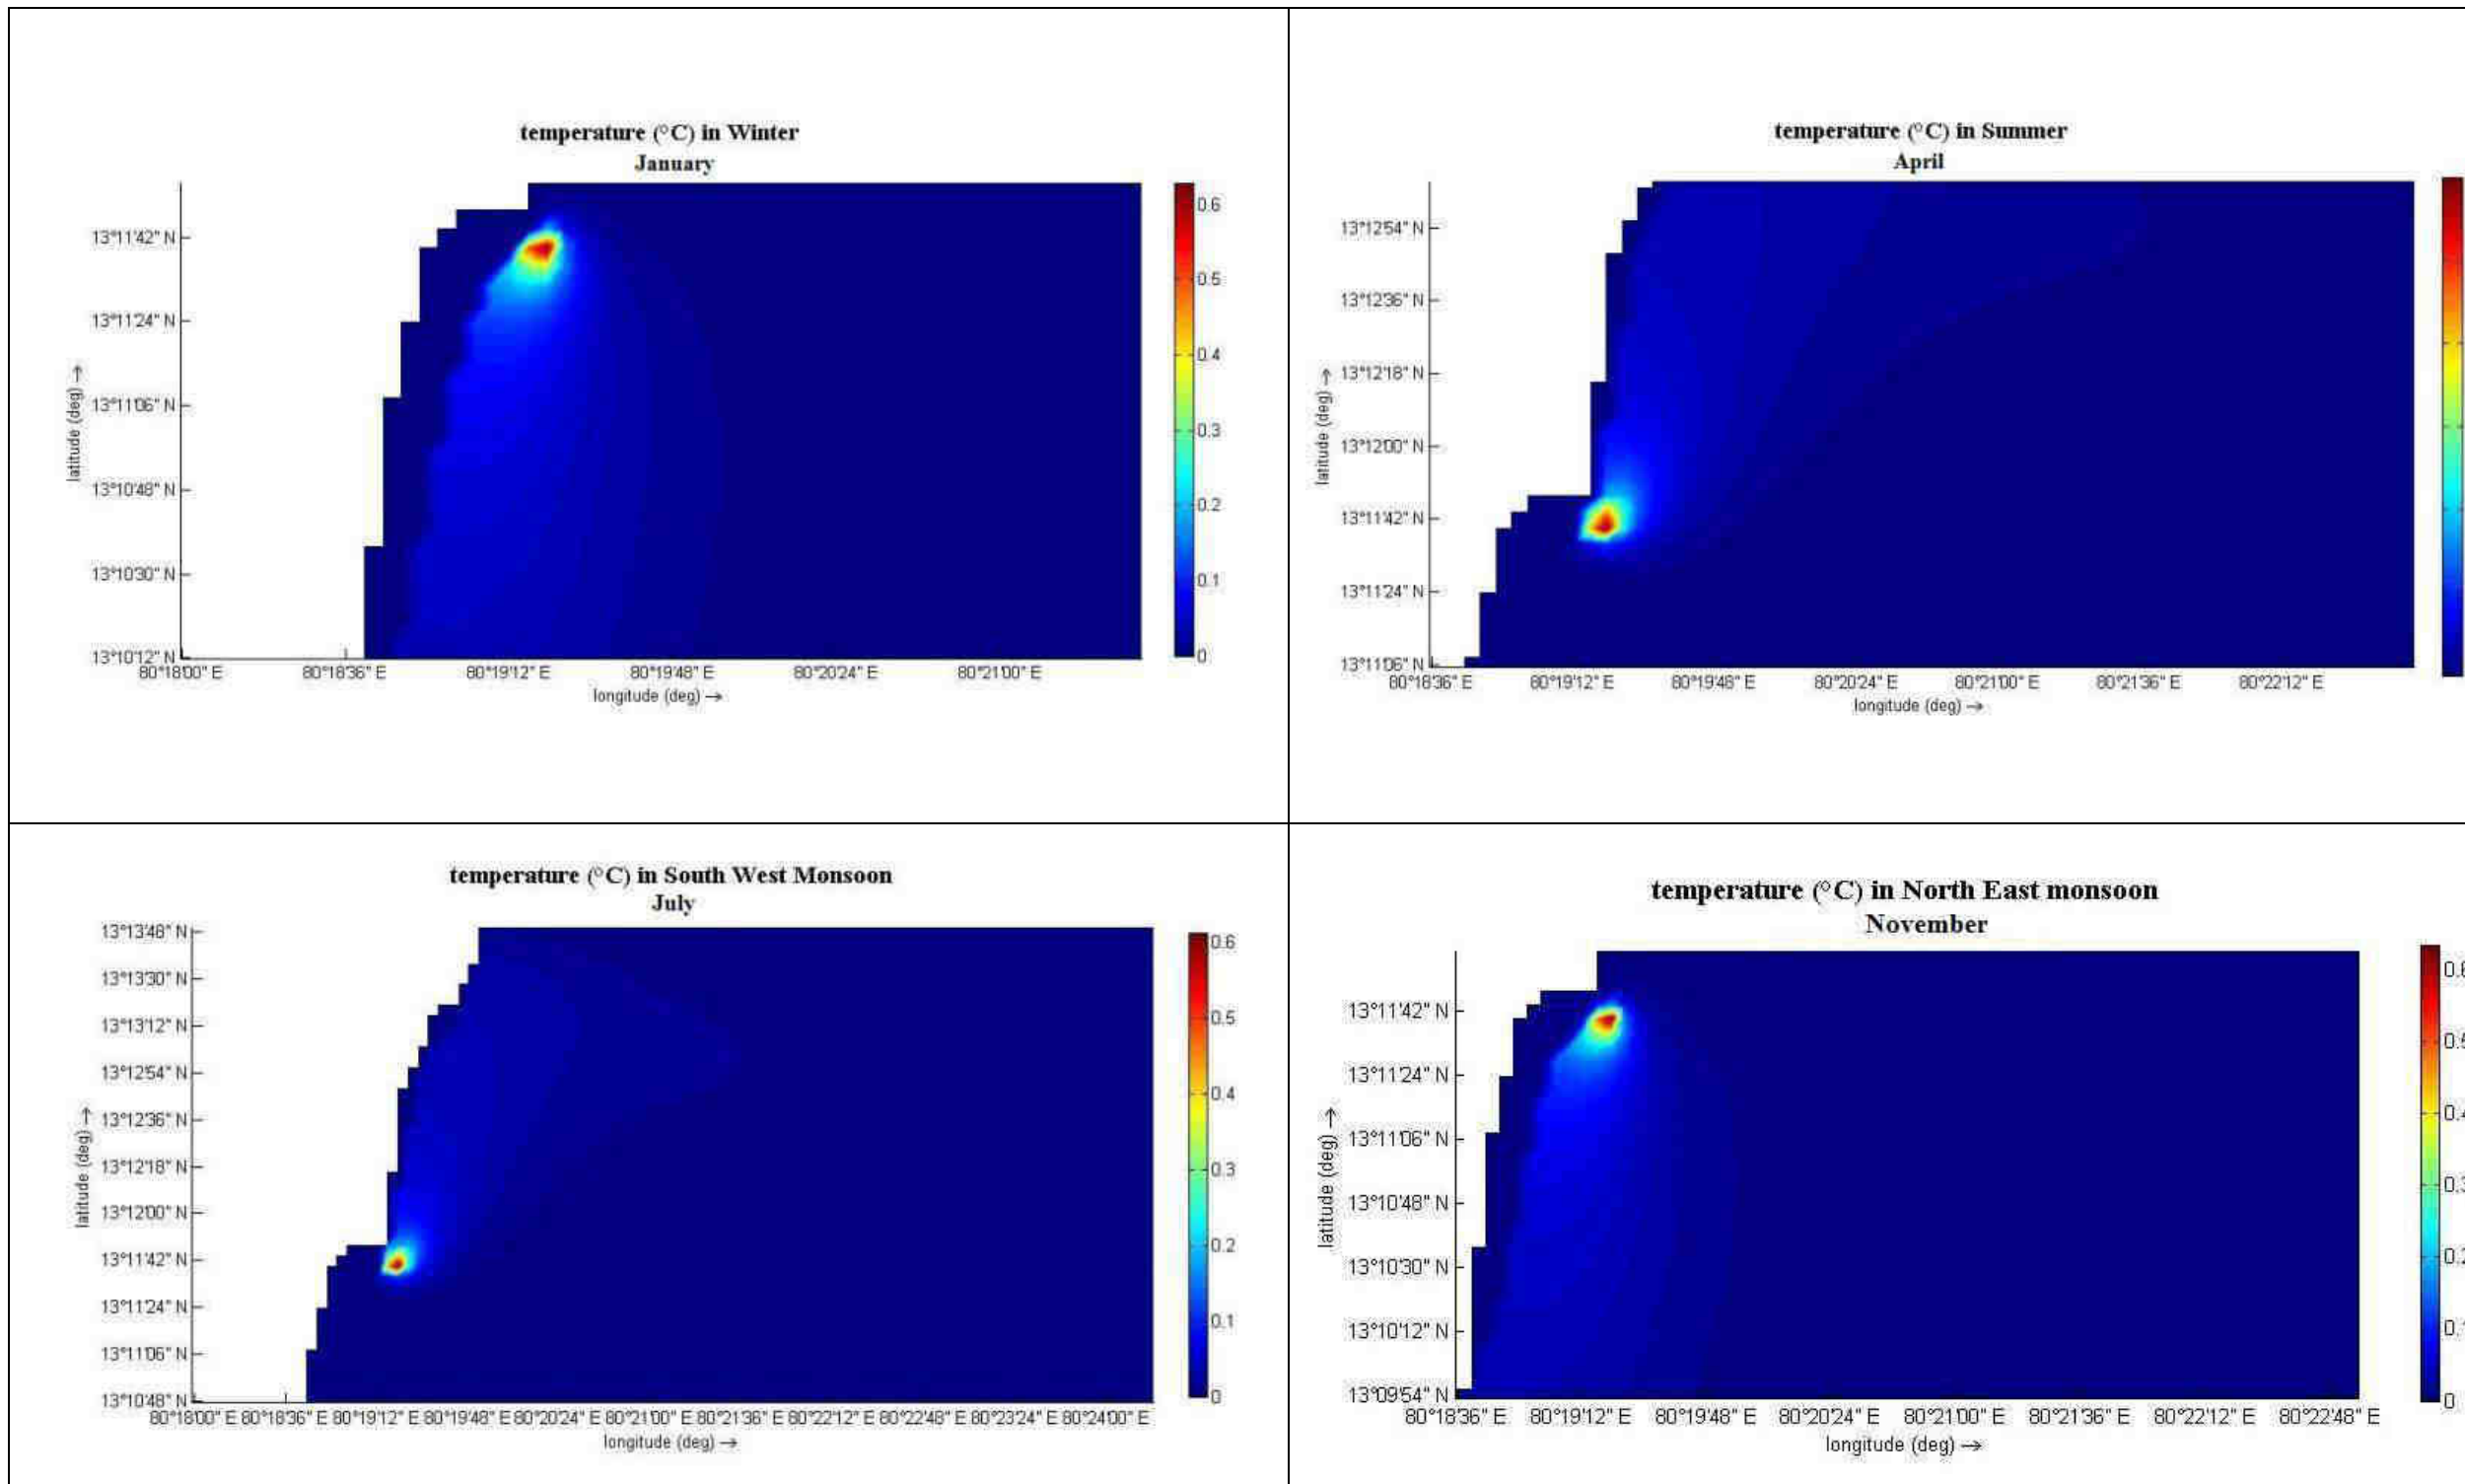 temperature (°C) in Winter
January
13°11'42" N
13°11'24" N
13°11'06" N
13°10'48" N
13°10'30" N
13°10'12" N
latitude (deg) →
80°18'00" E 80°18'36" E 80°19'12" E 80°19'48" E 80°20'24" E 80°21'00" E
longitude (deg) →
0.6
0.5
0.4
0.3
0.2
0.1
0
temperature (°C) in Summer
April
13°12'54" N
13°12'36" N
13°12'18" N
13°12'00" N
13°11'42" N
13°11'24" N
13°11'06" N
latitude (deg) →
80°18'36" E 80°19'12" E 80°19'48" E 80°20'24" E 80°21'00" E 80°21'36" E 80°22'12" E
longitude (deg) →
temperature (°C) in South West Monsoon
July
13°13'48" N
13°13'30" N
13°13'12" N
13°12'54" N
13°12'36" N
13°12'18" N
13°12'00" N
13°11'42" N
13°11'24" N
13°11'06" N
13°10'48" N
latitude (deg) →
80°18'00" E 80°18'36" E 80°19'12" E 80°19'48" E 80°20'24" E 80°21'00" E 80°21'36" E 80°22'12" E 80°22'48" E 80°23'24" E 80°24'00" E
longitude (deg) →
0.6
0.5
0.4
0.3
0.2
0.1
0
temperature (°C) in North East monsoon
November
13°11'42" N
13°11'24" N
13°11'06" N
13°10'48" N
13°10'30" N
13°10'12" N
13°09'54" N
latitude (deg) →
80°18'36" E 80°19'12" E 80°19'48" E 80°20'24" E 80°21'00" E 80°21'36" E 80°22'12" E 80°22'48" E
longitude (deg) →
0